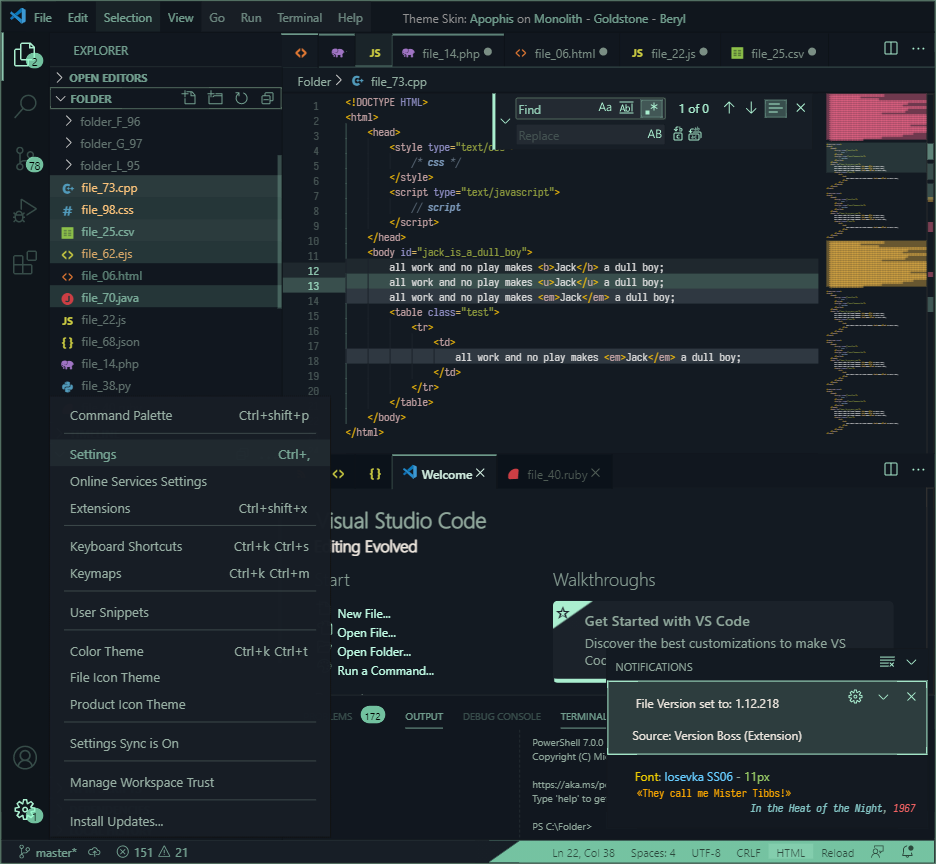 File Edit Selection View Go Run Terminal Help Theme Skin: Apophis on Monolith - Goldstone - Beryl
EXPLORER
JS file_14.php file_06.html JS file_22.js file_25.csv
OPEN EDITORS
FOLDER
Folder > file_73.cpp
folder_F_96
folder_G_97
folder_L_95
file_73.cpp
file_98.css
file_25.csv
file_62.ejs
file_06.html
file_70.java
JS file_22.js
{} file_68.json
file_14.php
file_38.py
1 <!DOCTYPE HTML>
2 <html>
3 <head>
4 <style type="text/
5 /* css */
6 </style>
7 <script type="text/javascript">
8 // script
9 </script>
10 </head>
11 <body id="jack_is_a_dull_boy">
12 all work and no play makes <b>Jack</b> a dull boy;
13 all work and no play makes <u>Jack</u> a dull boy;
14 all work and no play makes <em>Jack</em> a dull boy;
15 <table class="test">
16 <tr>
17 <td>
18 all work and no play makes <em>Jack</em> a dull boy;
19 </td>
20 </tr>
</table>
</body>
</html>
Find Aa Ab| .* 1 of 0
Replace AB
Command Palette Ctrl+shift+p
Settings Ctrl+,
Online Services Settings
Extensions Ctrl+shift+x
Keyboard Shortcuts Ctrl+k Ctrl+s
Keymaps Ctrl+k Ctrl+m
User Snippets
Color Theme Ctrl+k Ctrl+t
File Icon Theme
Product Icon Theme
Settings Sync is On
Manage Workspace Trust
Install Updates...
2
78
1
<> {} Welcome file_40.ruby
isual Studio Code
iting Evolved
art
New File...
Open File...
Open Folder...
Run a Command...
Walkthroughs
Get Started with VS Code
Discover the best customizations to make VS
Coc
LEMS 172 OUTPUT DEBUG CONSOLE TERMINAL
PowerShell 7.0.0
Copyright (C) Mi
https://aka.ms/p
Type 'help' to ge
PS C:\Folder>
NOTIFICATIONS
File Version set to: 1.12.218
Source: Version Boss (Extension)
Font: Iosevka SS06 - 11px
«They call me Mister Tibbs!»
In the Heat of the Night, 1967
master* 151 21 Ln 22, Col 38 Spaces: 4 UTF-8 CRLF HTML Reload